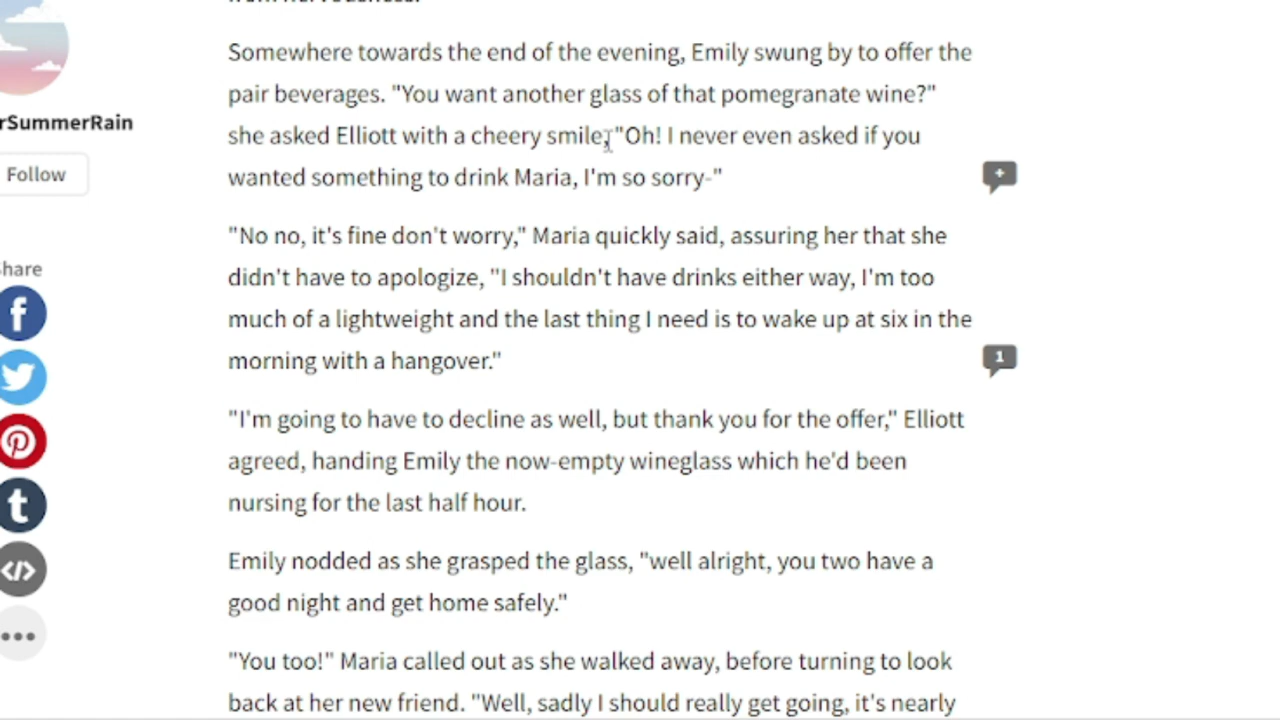 Somewhere towards the end of the evening, Emily swung by to offer the
pair beverages. "You want another glass of that pomegranate wine?"
she asked Elliott with a cheery smile, "Oh! I never even asked if you
wanted something to drink Maria, I'm so sorry-"
+
rSummerRain
Follow
"No no, it's fine don't worry," Maria quickly said, assuring her that she
didn't have to apologize, "I shouldn't have drinks either way, I'm too
much of a lightweight and the last thing I need is to wake up at six in the
morning with a hangover."
1
Share
"I'm going to have to decline as well, but thank you for the offer," Elliott
agreed, handing Emily the now-empty wineglass which he'd been
nursing for the last half hour.
Emily nodded as she grasped the glass, "well alright, you two have a
good night and get home safely."
"You too!" Maria called out as she walked away, before turning to look
back at her new friend. "Well, sadly I should really get going, it's nearly